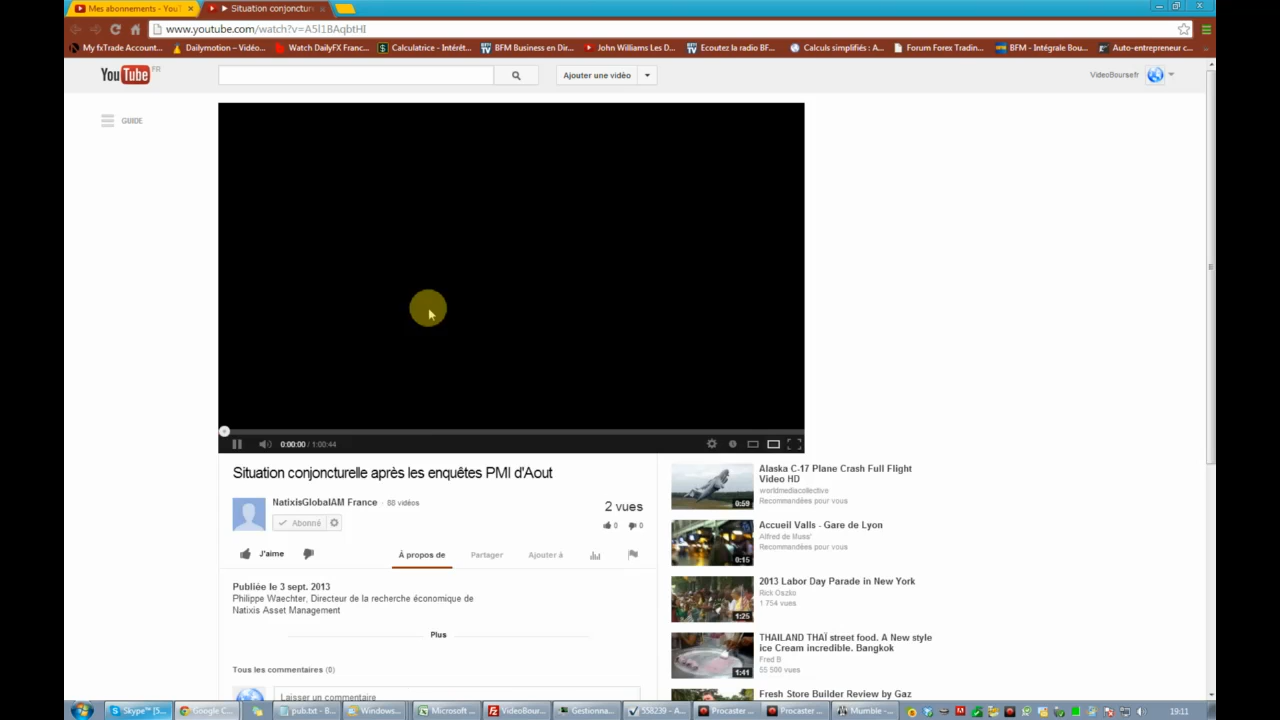 Mes abonnements - You
Situation conjonctur
www.youtube.com/watch?v=A5l1BAqbtHI
My fxTrade Account...
Dailymotion – Vidéo...
Watch DailyFX Franc...
Calculatrice - Intérêt...
BFM Business en Dir...
John Williams Les D...
Ecoutez la radio BF...
Calculs simplifiés : A...
Forum Forex Tradin...
BFM - Intégrale Bou...
Auto-entrepreneur c...
YouTube FR
Ajouter une vidéo
VideoBoursefr
GUIDE
0:00:00 / 1:00:44
Situation conjoncturelle après les enquêtes PMI d'Aout
NatixisGlobalAM France · 86 vidéos
Abonné
2 vues
0 0
J'aime
À propos de
Partager
Ajouter à
Publiée le 3 sept. 2013
Philippe Waechter, Directeur de la recherche économique de
Natixis Asset Management
Plus
Tous les commentaires (0)
Laisser un commentaire
Alaska C-17 Plane Crash Full Flight
Video HD
worldmediacollective
Recommandées pour vous
0:59
Accueil Valls - Gare de Lyon
Alfred de Muss'
Recommandées pour vous
0:15
2013 Labor Day Parade in New York
Rick Oszko
1 754 vues
1:25
THAILAND THAÏ street food. A New style
ice Cream incredible. Bangkok
Fred B
55 500 vues
1:41
Fresh Store Builder Review by Gaz
Skype™ [5...
Google C...
pub.txt - B...
Windows...
Microsoft ...
VideoBour...
Gestionna...
558239 - A...
Procaster ...
Procaster ...
Mumble -...
19:11